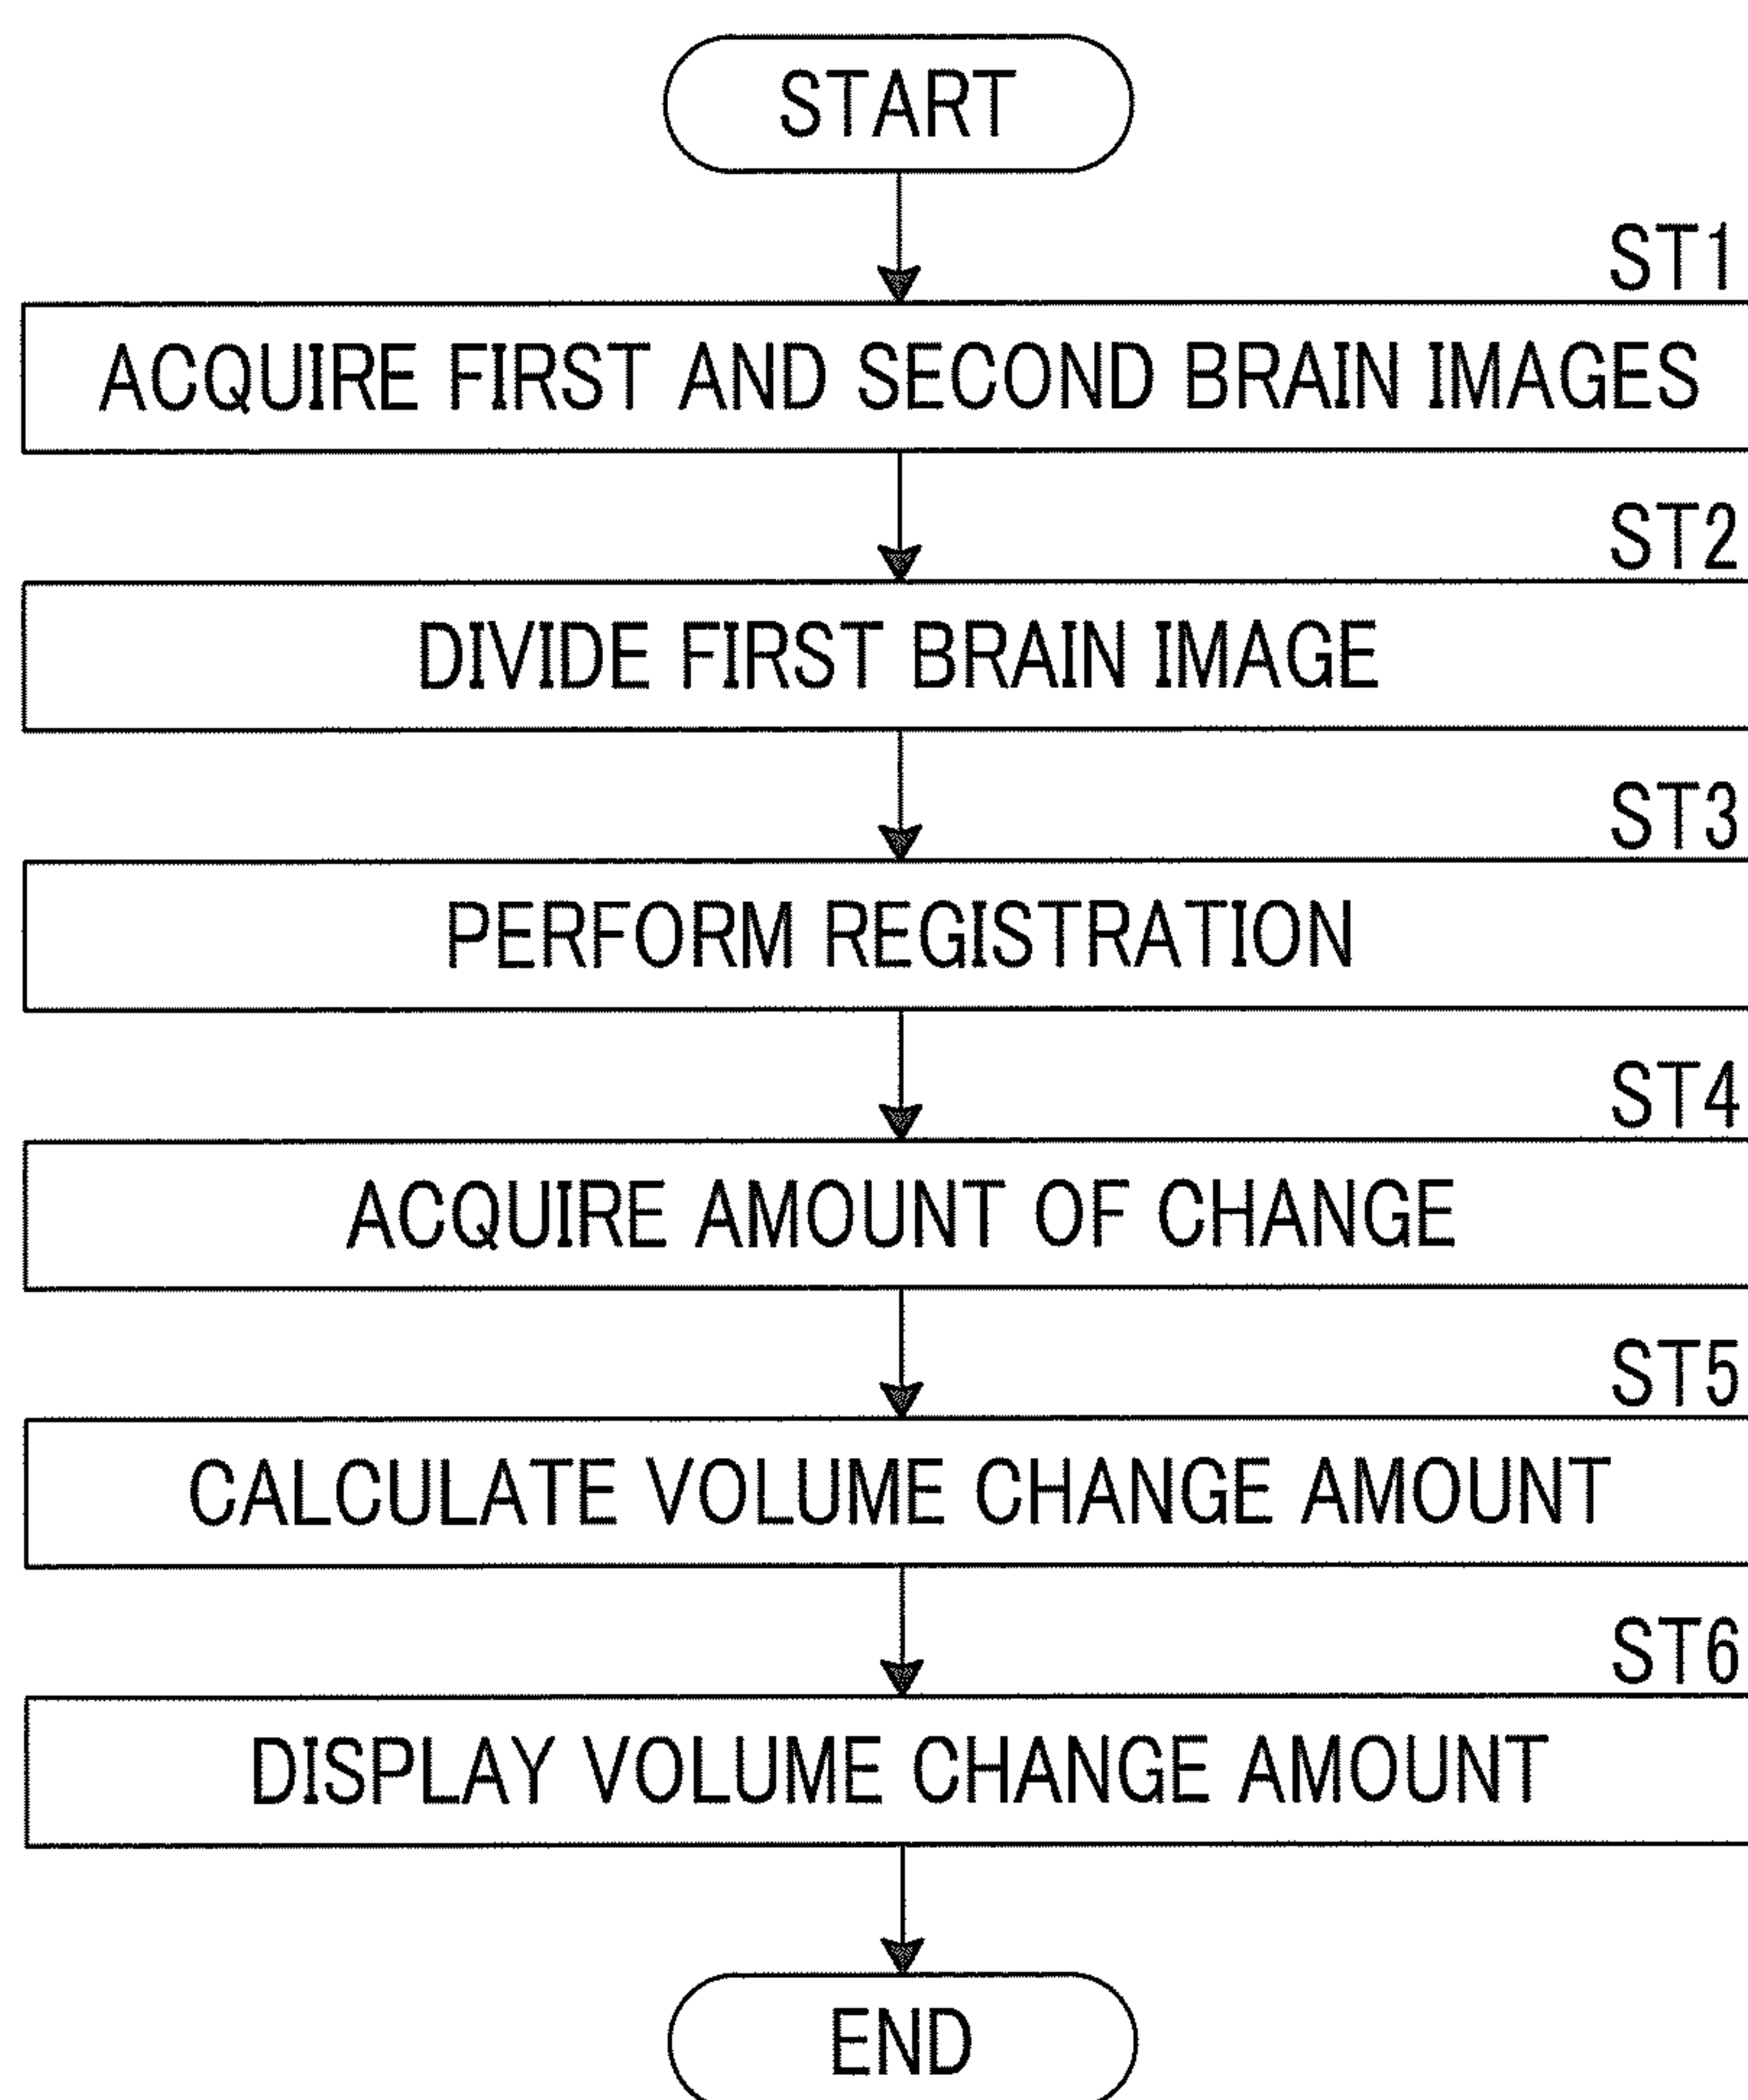 START
ST1
ACQUIRE FIRST AND SECOND BRAIN IMAGES
ST2
DIVIDE FIRST BRAIN IMAGE
ST3
PERFORM REGISTRATION
ST4
ACQUIRE AMOUNT OF CHANGE
ST5
CALCULATE VOLUME CHANGE AMOUNT
ST6
DISPLAY VOLUME CHANGE AMOUNT
END